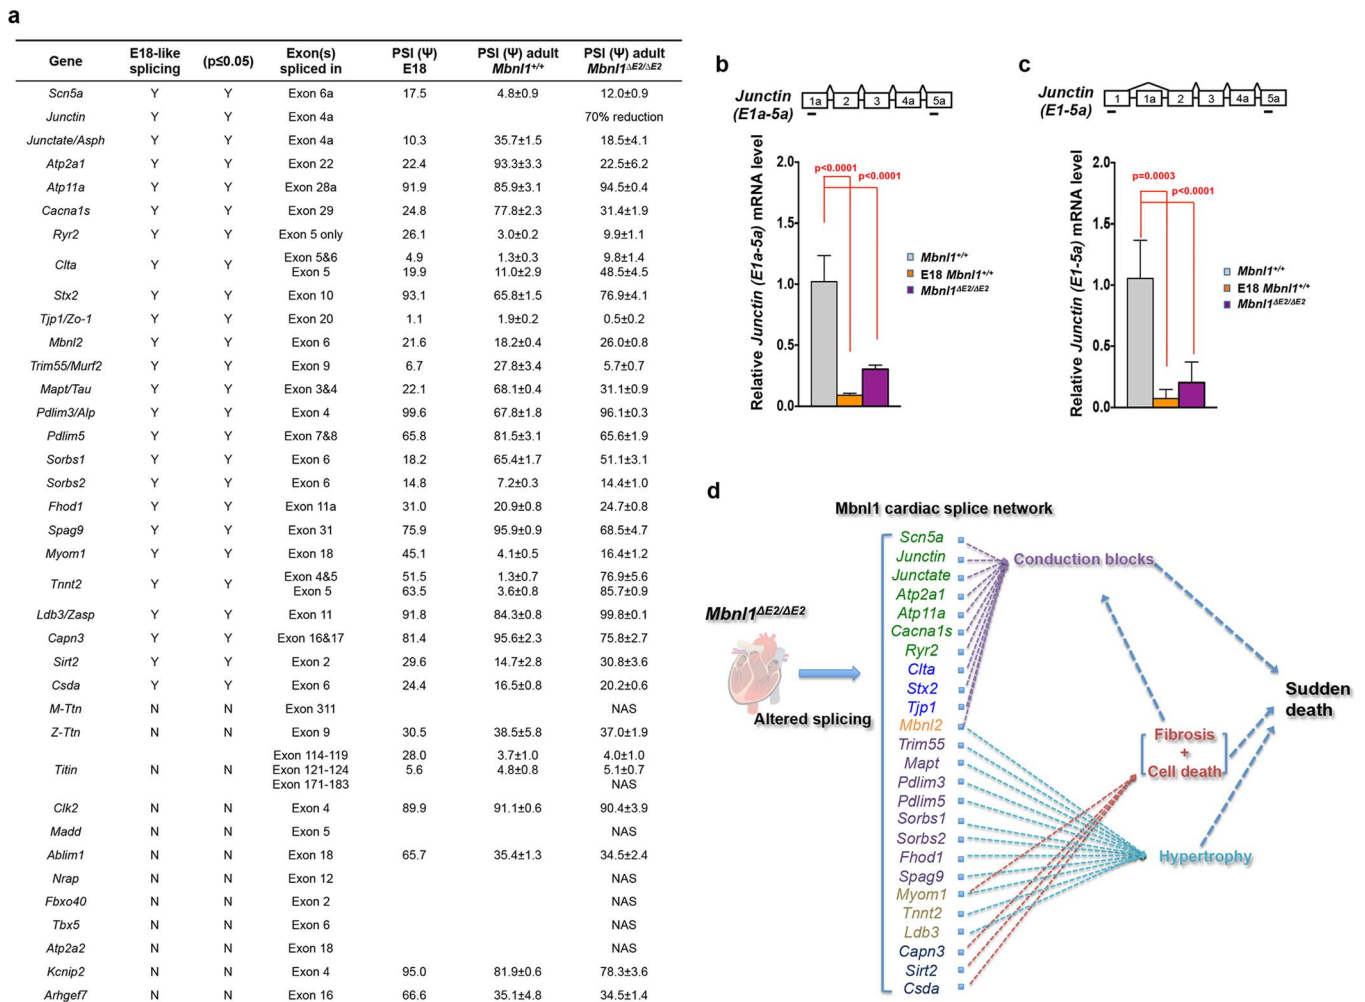 a
Gene E18-like splicing (p≤0.05) Exon(s) spliced in PSI (Ψ) E18 PSI (Ψ) adult Mbnl1+/+ PSI (Ψ) adult Mbnl1ΔE2/ΔE2
Scn5a Y Y Exon 6a 17.5 4.8±0.9 12.0±0.9
Junctin Y Y Exon 4a 70% reduction
Junctate/Asph Y Y Exon 4a 10.3 35.7±1.5 18.5±4.1
Atp2a1 Y Y Exon 22 22.4 93.3±3.3 22.5±6.2
Atp11a Y Y Exon 28a 91.9 85.9±3.1 94.5±0.4
Cacna1s Y Y Exon 29 24.8 77.8±2.3 31.4±1.9
Ryr2 Y Y Exon 5 only 26.1 3.0±0.2 9.9±1.1
Clta Y Y Exon 5&6 4.9 1.3±0.3 9.8±1.4
Exon 5 19.9 11.0±2.9 48.5±4.5
Stx2 Y Y Exon 10 93.1 65.8±1.5 76.9±4.1
Tjp1/Zo-1 Y Y Exon 20 1.1 1.9±0.2 0.5±0.2
Mbnl2 Y Y Exon 6 21.6 18.2±0.4 26.0±0.8
Trim55/Murf2 Y Y Exon 9 6.7 27.8±3.4 5.7±0.7
Mapt/Tau Y Y Exon 3&4 22.1 68.1±0.4 31.1±0.9
Pdlim3/Alp Y Y Exon 4 99.6 67.8±1.8 96.1±0.3
Pdlim5 Y Y Exon 7&8 65.8 81.5±3.1 65.6±1.9
Sorbs1 Y Y Exon 6 18.2 65.4±1.7 51.1±3.1
Sorbs2 Y Y Exon 6 14.8 7.2±0.3 14.4±1.0
Fhod1 Y Y Exon 11a 31.0 20.9±0.8 24.7±0.8
Spag9 Y Y Exon 31 75.9 95.9±0.9 68.5±4.7
Myom1 Y Y Exon 18 45.1 4.1±0.5 16.4±1.2
Tnnt2 Y Y Exon 4&5 51.5 1.3±0.7 76.9±5.6
Exon 5 63.5 3.6±0.8 85.7±0.9
Ldb3/Zasp Y Y Exon 11 91.8 84.3±0.8 99.8±0.1
Capn3 Y Y Exon 16&17 81.4 95.6±2.3 75.8±2.7
Sirt2 Y Y Exon 2 29.6 14.7±2.8 30.8±3.6
Csda Y Y Exon 6 24.4 16.5±0.8 20.2±0.6
M-Ttn N N Exon 311 NAS
Z-Ttn N N Exon 9 30.5 38.5±5.8 37.0±1.9
Exon 114-119 28.0 3.7±1.0 4.0±1.0
Titin N N Exon 121-124 5.6 4.8±0.8 5.1±0.7
Exon 171-183 NAS
Clk2 N N Exon 4 89.9 91.1±0.6 90.4±3.9
Madd N N Exon 5 NAS
Ablim1 N N Exon 18 65.7 35.4±1.3 34.5±2.4
Nrap N N Exon 12 NAS
Fbxo40 N N Exon 2 NAS
Tbx5 N N Exon 6 NAS
Atp2a2 N N Exon 18 NAS
Kcnip2 N N Exon 4 95.0 81.9±0.6 78.3±3.6
Arhgef7 N N Exon 16 66.6 35.1±4.8 34.5±1.4
b
Junctin
(E1a-5a)
1a 2 3 4a 5a
Relative Junctin (E1a-5a) mRNA level
2.0
1.5
1.0
0.5
0.0
p<0.0001
p<0.0001
Mbnl1+/+
E18 Mbnl1+/+
Mbnl1ΔE2/ΔE2
c
Junctin
(E1-5a)
1 1a 2 3 4a 5a
Relative Junctin (E1-5a) mRNA level
2.0
1.5
1.0
0.5
0.0
p=0.0003
p<0.0001
Mbnl1+/+
E18 Mbnl1+/+
Mbnl1ΔE2/ΔE2
d
Mbnl1 cardiac splice network
Mbnl1ΔE2/ΔE2
Altered splicing
Scn5a
Junctin
Junctate
Atp2a1
Atp11a
Cacna1s
Ryr2
Clta
Stx2
Tjp1
Mbnl2
Trim55
Mapt
Pdlim3
Pdlim5
Sorbs1
Sorbs2
Fhod1
Spag9
Myom1
Tnnt2
Ldb3
Capn3
Sirt2
Csda
Conduction blocks
Fibrosis
+
Cell death
Hypertrophy
Sudden
death